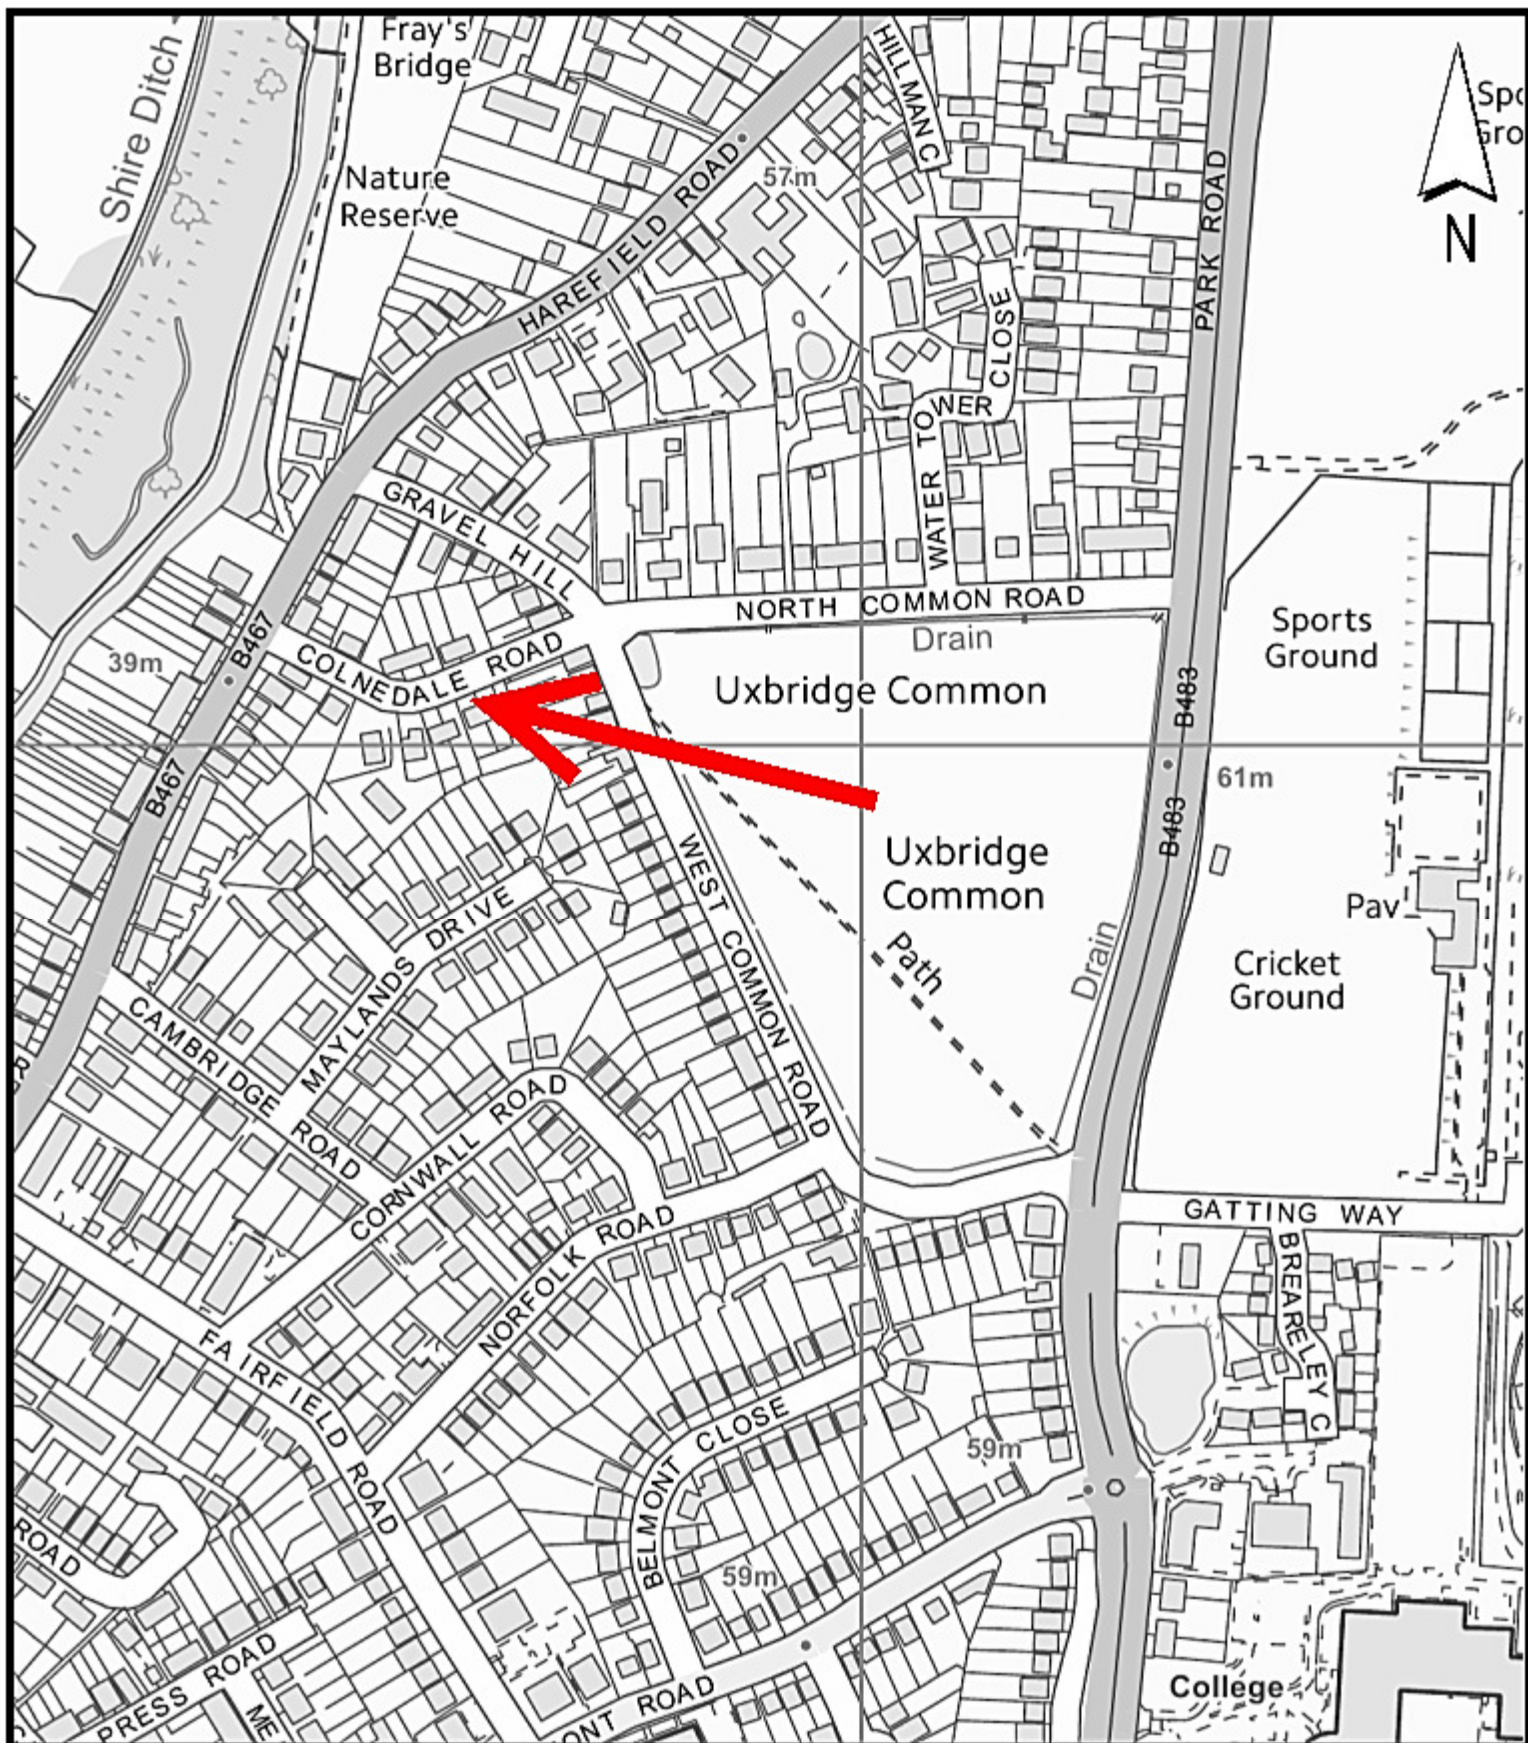 Fray's
Bridge
Shire Ditch
HILLMAN C
N
Nature
Reserve
57m
HAREFIELD ROAD
PARK ROAD
WATER TOWER
CLOSE
GRAVEL HILL
NORTH COMMON ROAD
Drain
Sports
Ground
B467
39m
COLNEDALE ROAD
Uxbridge Common
B483
61m
B467
B483
WEST COMMON ROAD
Uxbridge
Common
Pav
Path
Drain
Cricket
Ground
MAYLANDS DRIVE
CAMBRIDGE ROAD
CORNWALL ROAD
GATTING WAY
NORFOLK ROAD
BREARELEY C
FAIRFIELD ROAD
BELMONT CLOSE
59m
ROAD
59m
PRESS ROAD
ME
ONT ROAD
College